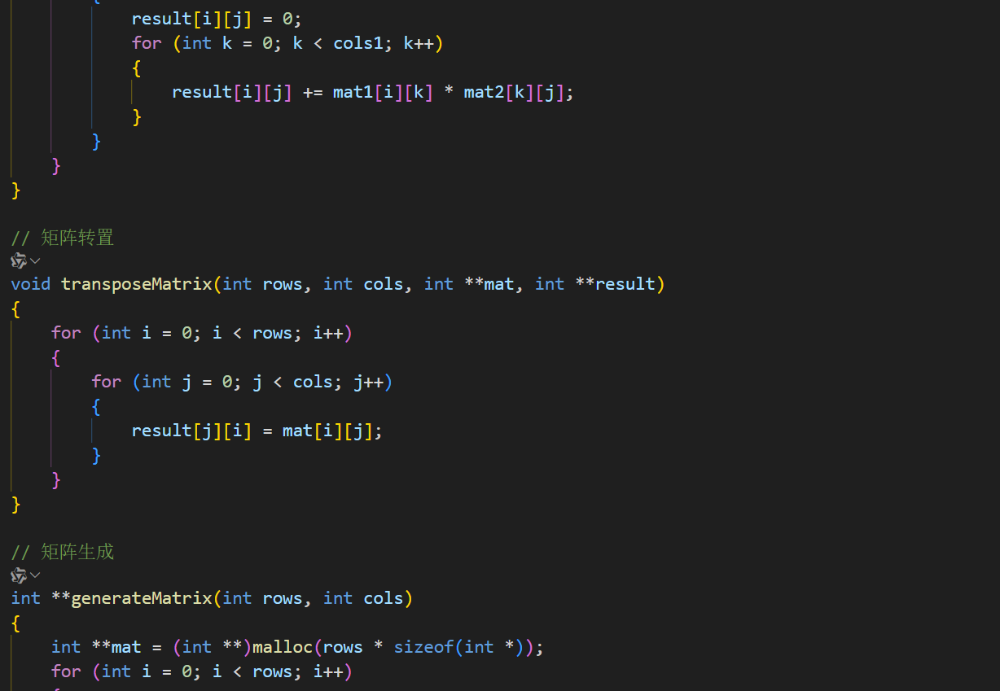 {
result[i][j] = 0;
for (int k = 0; k < cols1; k++)
{
result[i][j] += mat1[i][k] * mat2[k][j];
}
}
}
}
// 矩阵转置
void transposeMatrix(int rows, int cols, int **mat, int **result)
{
for (int i = 0; i < rows; i++)
{
for (int j = 0; j < cols; j++)
{
result[j][i] = mat[i][j];
}
}
}
// 矩阵生成
int **generateMatrix(int rows, int cols)
{
int **mat = (int **)malloc(rows * sizeof(int *));
for (int i = 0; i < rows; i++)
{